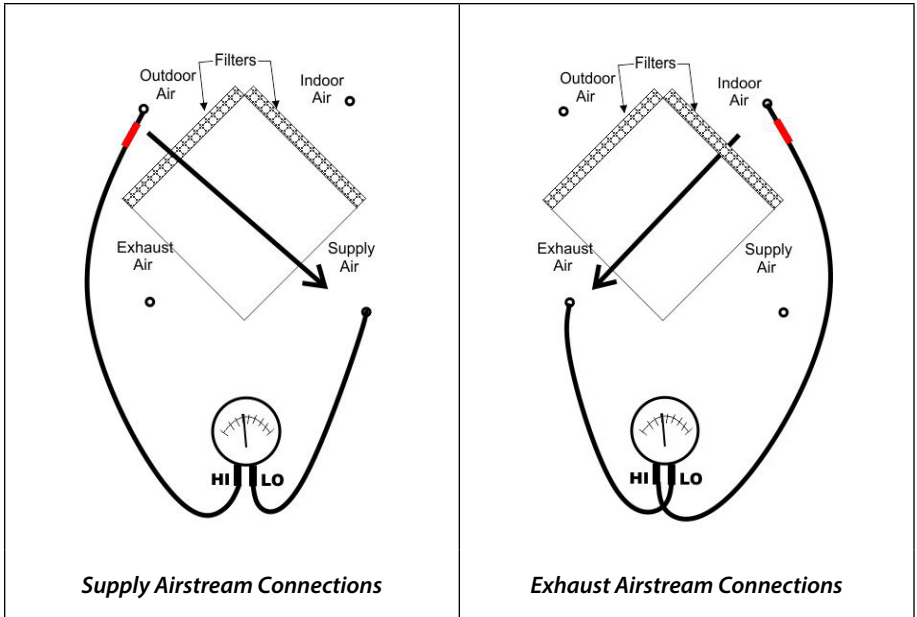 Filters
Outdoor
Air
Indoor
Air
Exhaust
Air
Supply
Air
HI LO
Supply Airstream Connections
Filters
Outdoor
Air
Indoor
Air
Exhaust
Air
Supply
Air
HI LO
Exhaust Airstream Connections